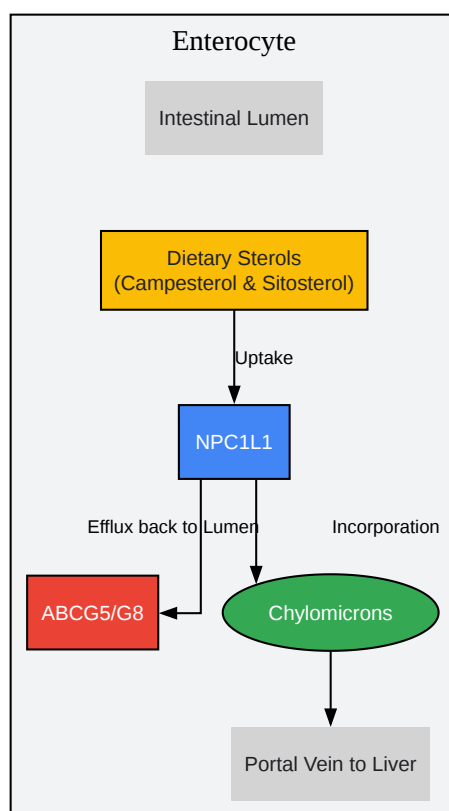 Enterocyte
Intestinal Lumen
Dietary Sterols
(Campesterol & Sitosterol)
Uptake
NPC1L1
Efflux back to Lumen
Incorporation
ABCG5/G8
Chylomicrons
Portal Vein to Liver